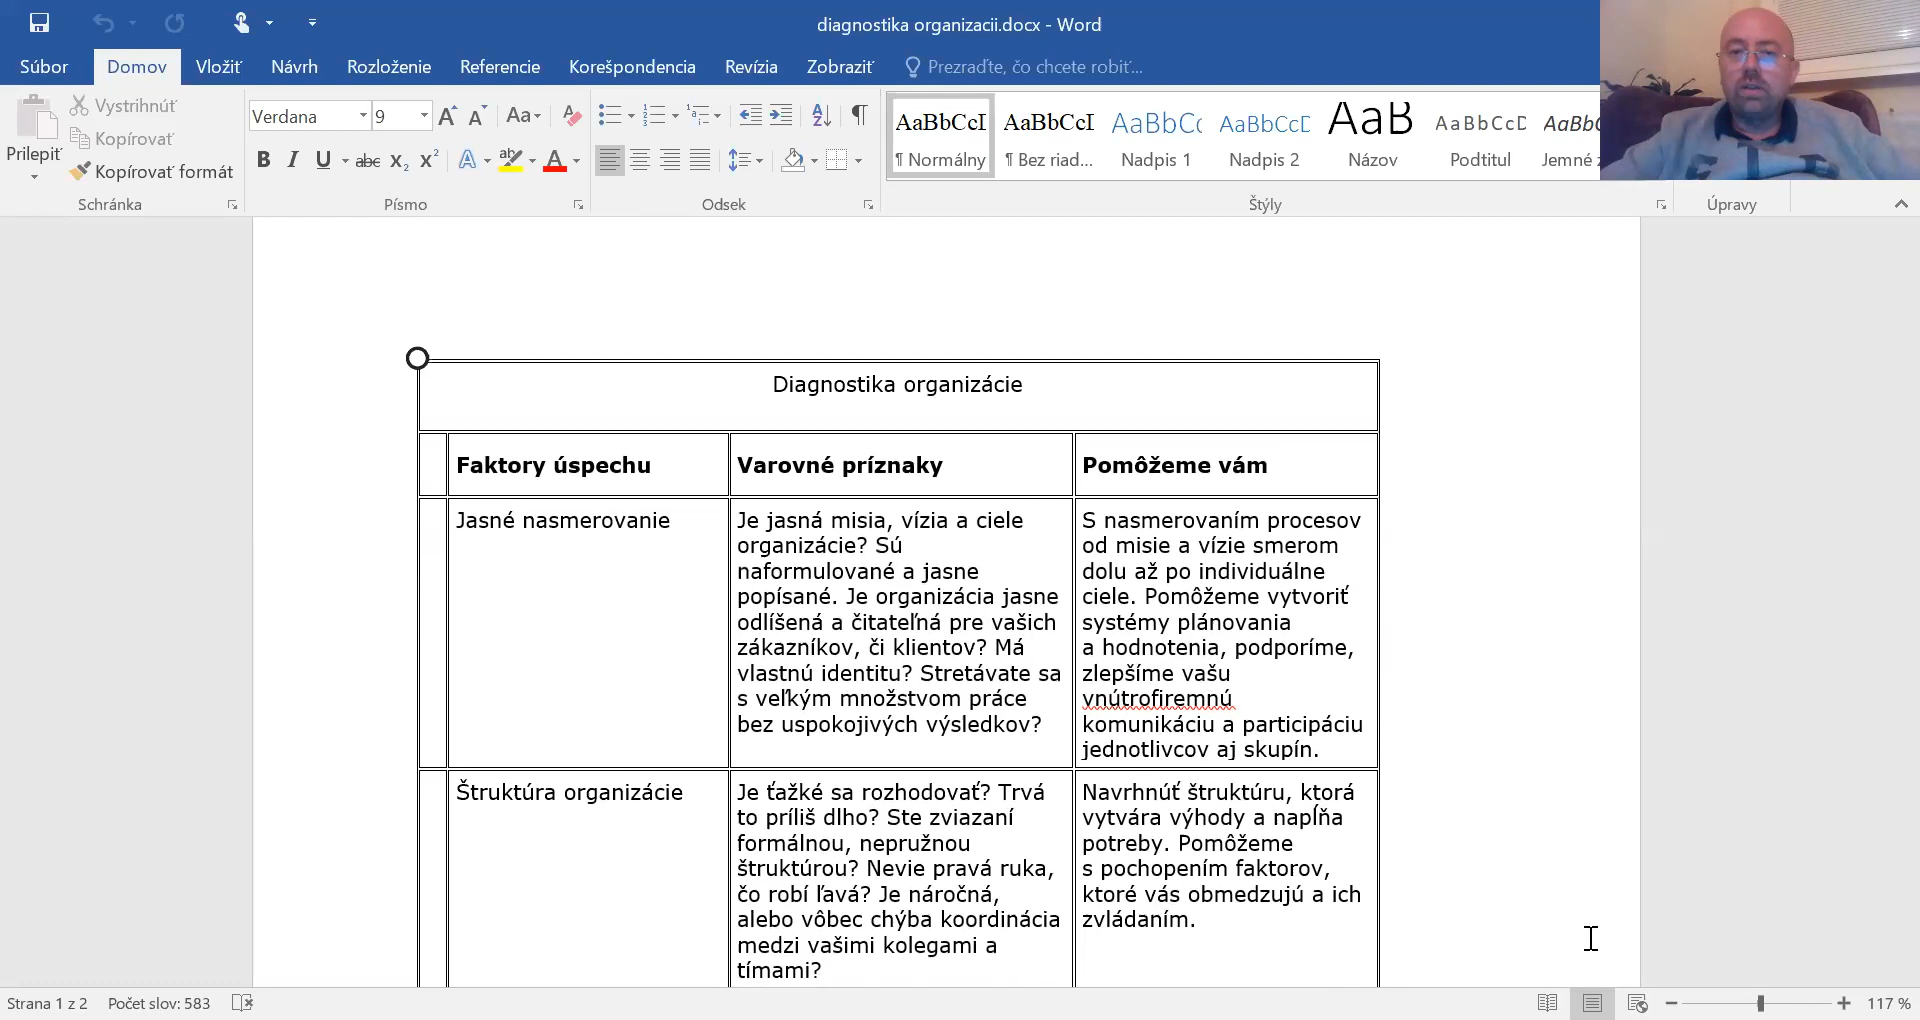 diagnostika organizacii.docx - Word
Súbor Domov Vložiť Návrh Rozloženie Referencie Korešpondencia Revízia Zobraziť Prezraďte, čo chcete robiť...
Prilepiť
Vystrihnúť
Kopírovať
Kopírovať formát
Schránka
Verdana 9
Písmo
Odsek
AaBbCcI AaBbCcI AaBbCc AaBbCcD AaB AaBbCcD AaBbC
¶ Normálny ¶ Bez riad... Nadpis 1 Nadpis 2 Názov Podtitul Jemné
Štýly
Úpravy
Diagnostika organizácie
Faktory úspechu
Varovné príznaky
Pomôžeme vám
Jasné nasmerovanie
Je jasná misia, vízia a ciele
organizácie? Sú
naformulované a jasne
popísané. Je organizácia jasne
odlíšená a čitateľná pre vašich
zákazníkov, či klientov? Má
vlastnú identitu? Stretávate sa
s veľkým množstvom práce
bez uspokojivých výsledkov?
S nasmerovaním procesov
od misie a vízie smerom
dolu až po individuálne
ciele. Pomôžeme vytvoriť
systémy plánovania
a hodnotenia, podporíme,
zlepšíme vašu
vnútrofiremnú
komunikáciu a participáciu
jednotlivcov aj skupín.
Štruktúra organizácie
Je ťažké sa rozhodovať? Trvá
to príliš dlho? Ste zviazaní
formálnou, nepružnou
štruktúrou? Nevie pravá ruka,
čo robí ľavá? Je náročná,
alebo vôbec chýba koordinácia
medzi vašimi kolegami a
tímami?
Navrhnúť štruktúru, ktorá
vytvára výhody a napĺňa
potreby. Pomôžeme
s pochopením faktorov,
ktoré vás obmedzujú a ich
zvládaním.
Strana 1 z 2 Počet slov: 583
117 %